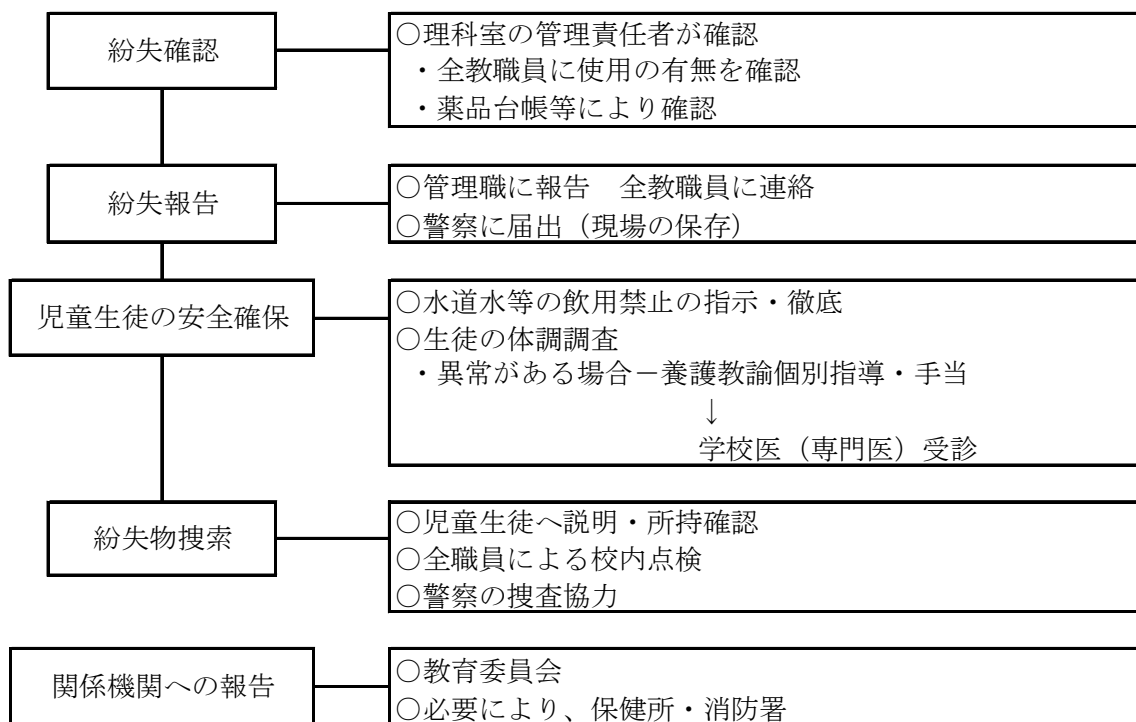 紛失確認
○理科室の管理責任者が確認
・全教職員に使用の有無を確認
・薬品台帳等により確認
紛失報告
○管理職に報告　全教職員に連絡
○警察に届出（現場の保存）
児童生徒の安全確保
○水道水等の飲用禁止の指示・徹底
○生徒の体調調査
・異常がある場合－養護教諭個別指導・手当
↓
学校医（専門医）受診
紛失物捜索
○児童生徒へ説明・所持確認
○全職員による校内点検
○警察の捜査協力
関係機関への報告
○教育委員会
○必要により、保健所・消防署